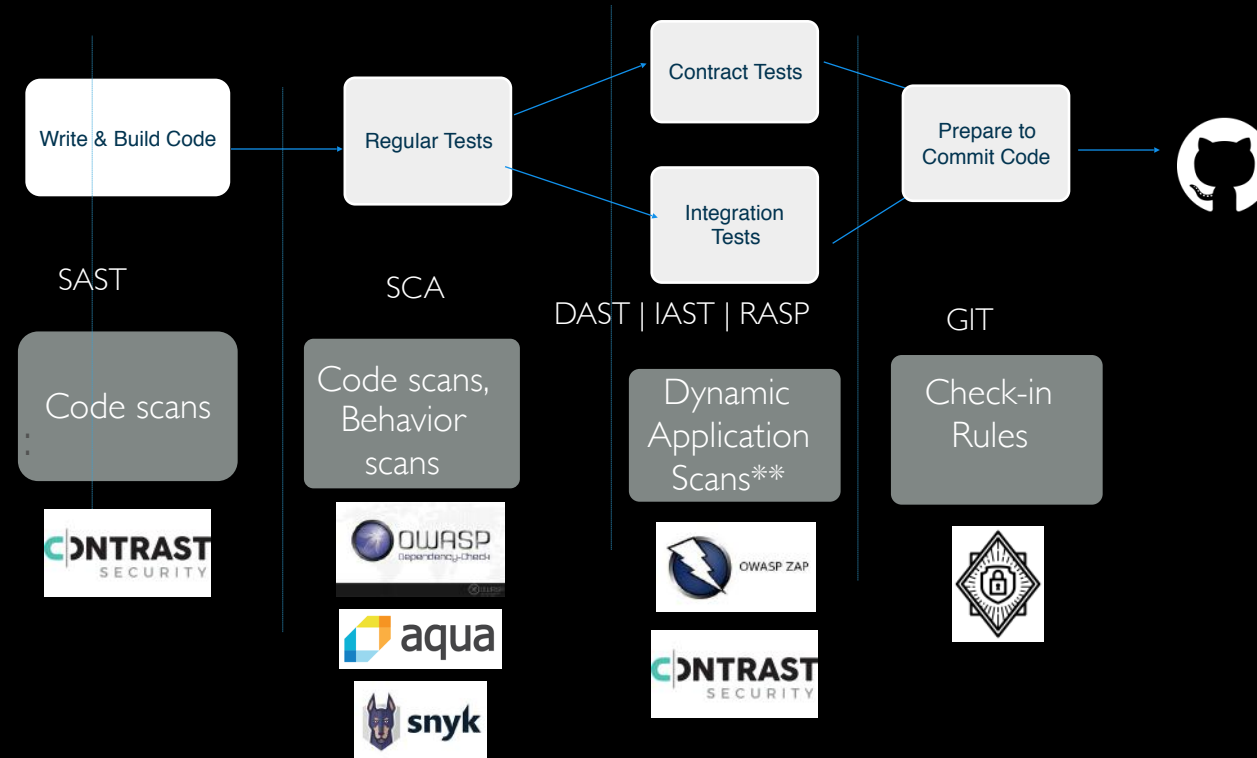 Write & Build Code
Regular Tests
Contract Tests
Integration
Tests
Prepare to
Commit Code
SAST
SCA
DAST | IAST | RASP
GIT
Code scans
Code scans,
Behavior
scans
Dynamic
Application
Scans**
Check-in
Rules
CONTRAST
SECURITY
OWASP
Dependency-Check
aqua
snyk
OWASP ZAP
CONTRAST
SECURITY